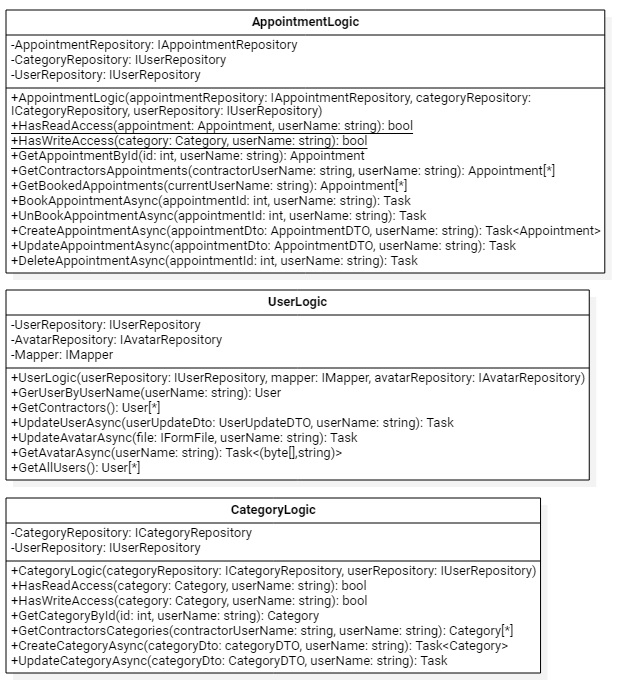 AppointmentLogic
-AppointmentRepository: IAppointmentRepository
-CategoryRepository: IUserRepository
-UserRepository: IUserRepository
+AppointmentLogic(appointmentRepository: IAppointmentRepository, categoryRepository:
ICategoryRepository, userRepository: IUserRepository)
+HasReadAccess(appointment: Appointment, userName: string): bool
+HasWriteAccess(category: Category, userName: string): bool
+GetAppointmentById(id: int, userName: string): Appointment
+GetContractorsAppointments(contractorUserName: string, userName: string): Appointment[*]
+GetBookedAppointments(currentUserName: string): Appointment[*]
+BookAppointmentAsync(appointmentId: int, userName: string): Task
+UnBookAppointmentAsync(appointmentId: int, userName: string): Task
+CreateAppointmentAsync(appointmentDto: AppointmentDTO, userName: string): Task<Appointment>
+UpdateAppointmentAsync(appointmentDto: AppointmentDTO, userName: string): Task
+DeleteAppointmentAsync(appointmentId: int, userName: string): Task
UserLogic
-UserRepository: IUserRepository
-AvatarRepository: IAvatarRepository
-Mapper: IMapper
+UserLogic(userRepository: IUserRepository, mapper: IMapper, avatarRepository: IAvatarRepository)
+GerUserByUserName(userName: string): User
+GetContractors(): User[*]
+UpdateUserAsync(userUpdateDto: UserUpdateDTO, userName: string): Task
+UpdateAvatarAsync(file: IFormFile, userName: string): Task
+GetAvatarAsync(userName: string): Task<(byte[],string)>
+GetAllUsers(): User[*]
CategoryLogic
-CategoryRepository: ICategoryRepository
-UserRepository: IUserRepository
+CategoryLogic(categoryRepository: ICategoryRepository, userRepository: IUserRepository)
+HasReadAccess(category: Category, userName: string): bool
+HasWriteAccess(category: Category, userName: string): bool
+GetCategoryById(id: int, userName: string): Category
+GetContractorsCategories(contractorUserName: string, userName: string): Category[*]
+CreateCategoryAsync(categoryDto: categoryDTO, userName: string): Task<Category>
+UpdateCategoryAsync(categoryDto: CategoryDTO, userName: string): Task